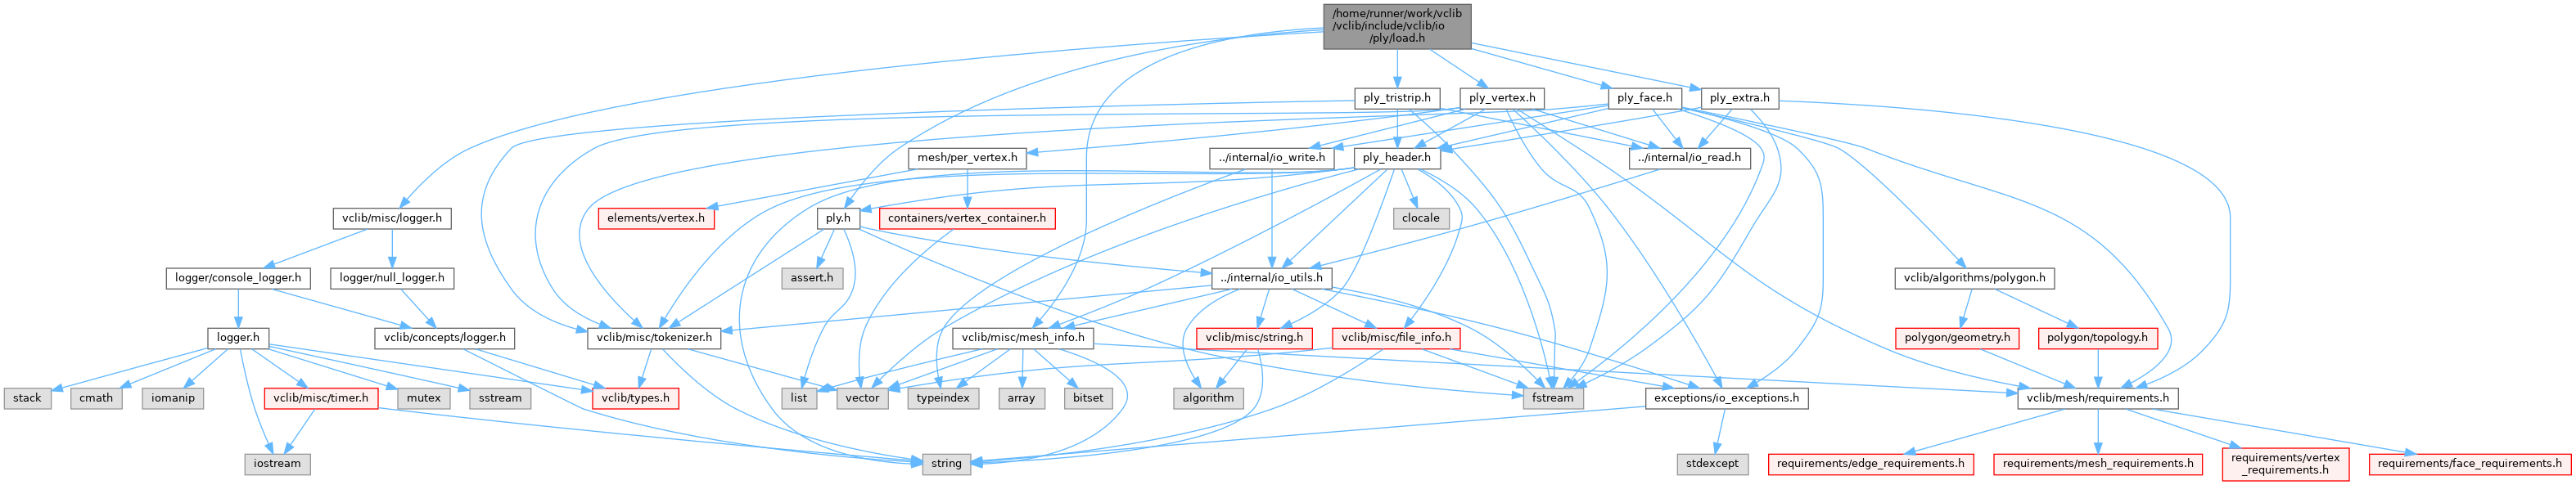 /home/runner/work/vclib
/vclib/include/vclib/io
/ply/load.h
ply_tristrip.h
ply_vertex.h
ply_face.h
ply_extra.h
mesh/per_vertex.h
../internal/io_write.h
ply_header.h
../internal/io_read.h
vclib/misc/logger.h
elements/vertex.h
ply.h
containers/vertex_container.h
clocale
logger/console_logger.h
logger/null_logger.h
assert.h
../internal/io_utils.h
vclib/algorithms/polygon.h
logger.h
vclib/concepts/logger.h
vclib/misc/tokenizer.h
vclib/misc/mesh_info.h
vclib/misc/string.h
vclib/misc/file_info.h
polygon/geometry.h
polygon/topology.h
stack
cmath
iomanip
vclib/misc/timer.h
mutex
sstream
vclib/types.h
list
vector
typeindex
array
bitset
algorithm
fstream
exceptions/io_exceptions.h
vclib/mesh/requirements.h
iostream
string
stdexcept
requirements/edge_requirements.h
requirements/mesh_requirements.h
requirements/vertex
_requirements.h
requirements/face_requirements.h